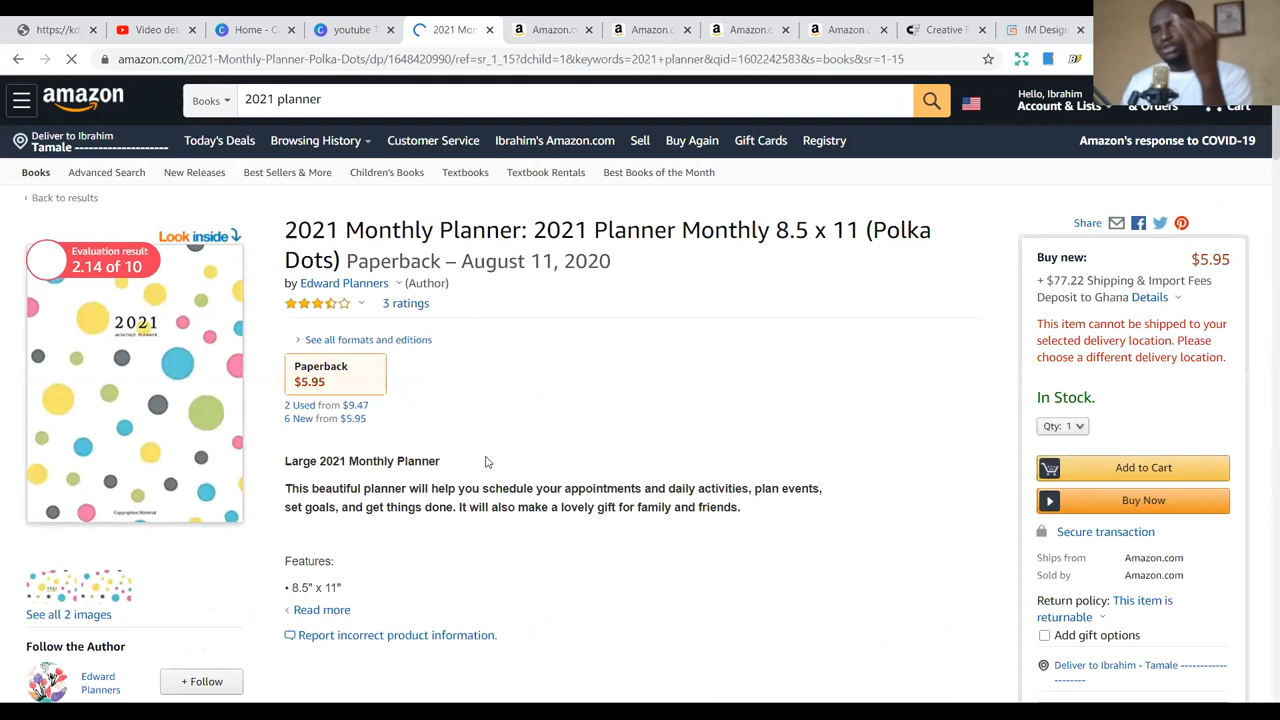 https://kd
Video det
Home - C
youtube T
2021 Mor
Amazon.c
Amazon.c
Amazon.c
Amazon.c
Creative F
IM Design
amazon.com/2021-Monthly-Planner-Polka-Dots/dp/1648420990/ref=sr_1_15?dchild=1&keywords=2021+planner&qid=1602242583&s=books&sr=1-15
amazon
Books
2021 planner
Hello, Ibrahim
Account & Lists
& Orders
Cart
Deliver to Ibrahim
Tamale --------------------
Today's Deals
Browsing History
Customer Service
Ibrahim's Amazon.com
Sell
Buy Again
Gift Cards
Registry
Amazon's response to COVID-19
Books
Advanced Search
New Releases
Best Sellers & More
Children's Books
Textbooks
Textbook Rentals
Best Books of the Month
‹ Back to results
Look inside
Evaluation result
2.14 of 10
2021
MONTHLY PLANNER
Copyrighted Material
See all 2 images
Follow the Author
Edward
Planners
+ Follow
2021 Monthly Planner: 2021 Planner Monthly 8.5 x 11 (Polka
Dots) Paperback – August 11, 2020
by Edward Planners (Author)
3 ratings
› See all formats and editions
Paperback
$5.95
2 Used from $9.47
6 New from $5.95
Large 2021 Monthly Planner
This beautiful planner will help you schedule your appointments and daily activities, plan events,
set goals, and get things done. It will also make a lovely gift for family and friends.
Features:
• 8.5" x 11"
‹ Read more
Report incorrect product information.
Share
Buy new: $5.95
+ $77.22 Shipping & Import Fees
Deposit to Ghana Details
This item cannot be shipped to your
selected delivery location. Please
choose a different delivery location.
In Stock.
Qty: 1
Add to Cart
Buy Now
Secure transaction
Ships from Amazon.com
Sold by Amazon.com
Return policy: This item is
returnable
Add gift options
Deliver to Ibrahim - Tamale ------------
--------